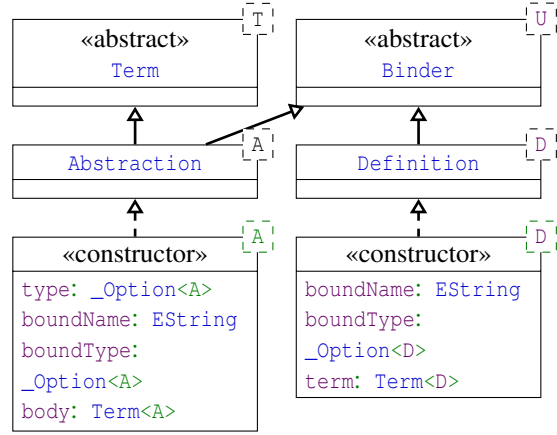 T
«abstract»
Term
U
«abstract»
Binder
A
Abstraction
D
Definition
A
«constructor»
type: _Option<A>
boundName: EString
boundType:
_Option<A>
body: Term<A>
D
«constructor»
boundName: EString
boundType:
_Option<D>
term: Term<D>